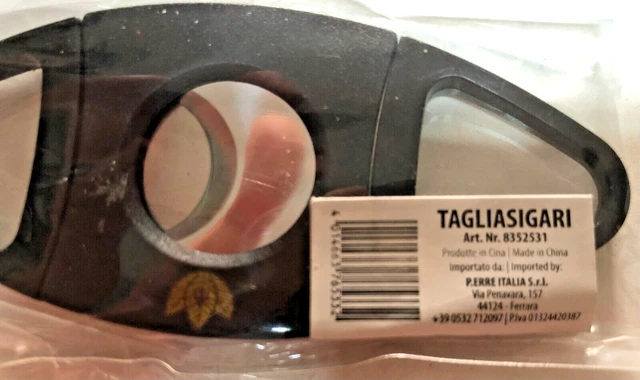 TAGLIASIGARI
Art. Nr. 8352531
Prodotto in Cina | Made in China
Importato da: | Imported by:
P.ERRE ITALIA S.r.l.
Via Penavara, 157
44124 - Ferrara
+39 0532 712097 | P.Iva 01324420387